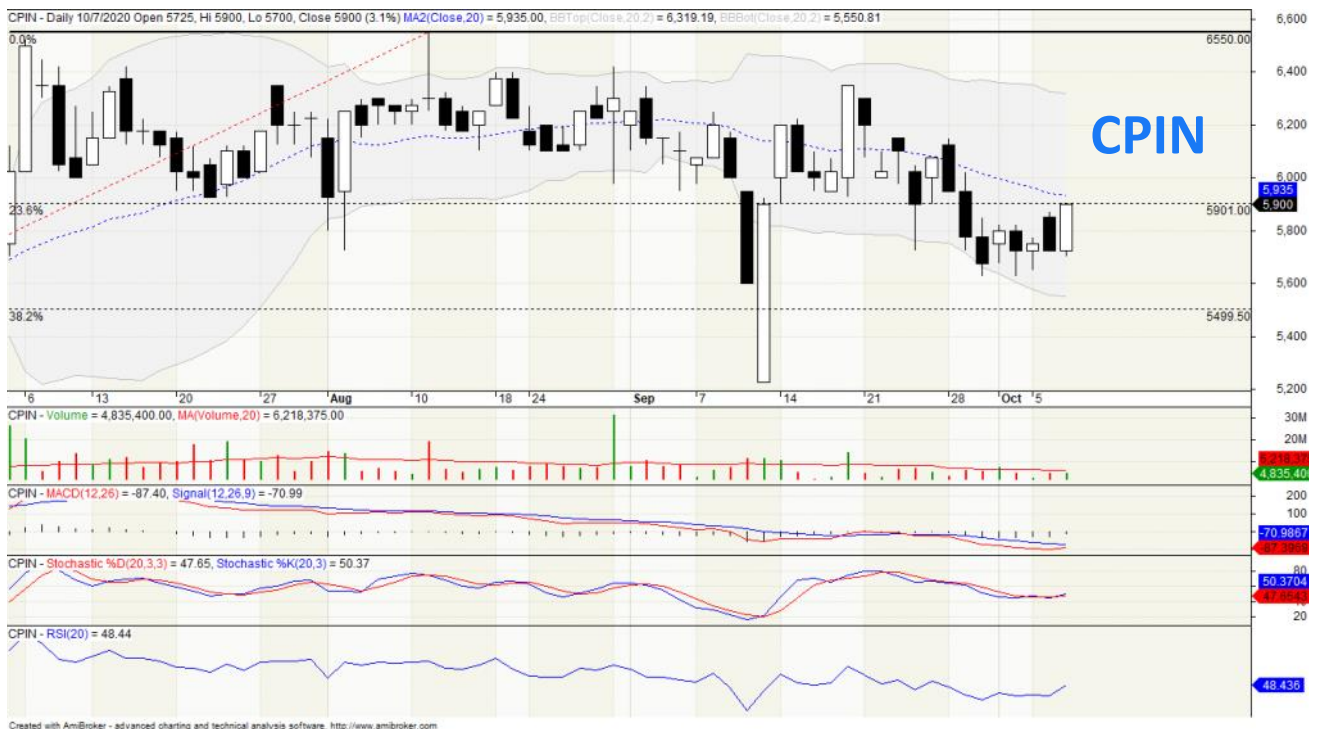 CPIN - Daily 10/7/2020 Open 5725, Hi 5900, Lo 5700, Close 5900 (3.1%) MA2(Close,20) = 5,935.00, BBTop(Close,20,2) = 6,319.19, BBBot(Close,20,2) = 5,550.81
6,600
0.0%
6550.00
6,400
6,200
CPIN
6,000
5,935
5,900
23.6%
5901.00
5,800
5,600
38.2%
5499.50
5,400
5,200
6 13 20 27 Aug 10 18 24 Sep 7 14 21 28 Oct 5
CPIN - Volume = 4,835,400.00, MA(Volume,20) = 6,218,375.00
30M
20M
4,835,400
CPIN - MACD(12,26) = -87.40, Signal(12,26,9) = -70.99
200
100
-70.9867
CPIN - Stochastic %D(20,3,3) = 47.65, Stochastic %K(20,3) = 50.37
80
50.3704
47.6543
20
CPIN - RSI(20) = 48.44
48.436
Created with AmiBroker - advanced charting and technical analysis software. http://www.amibroker.com